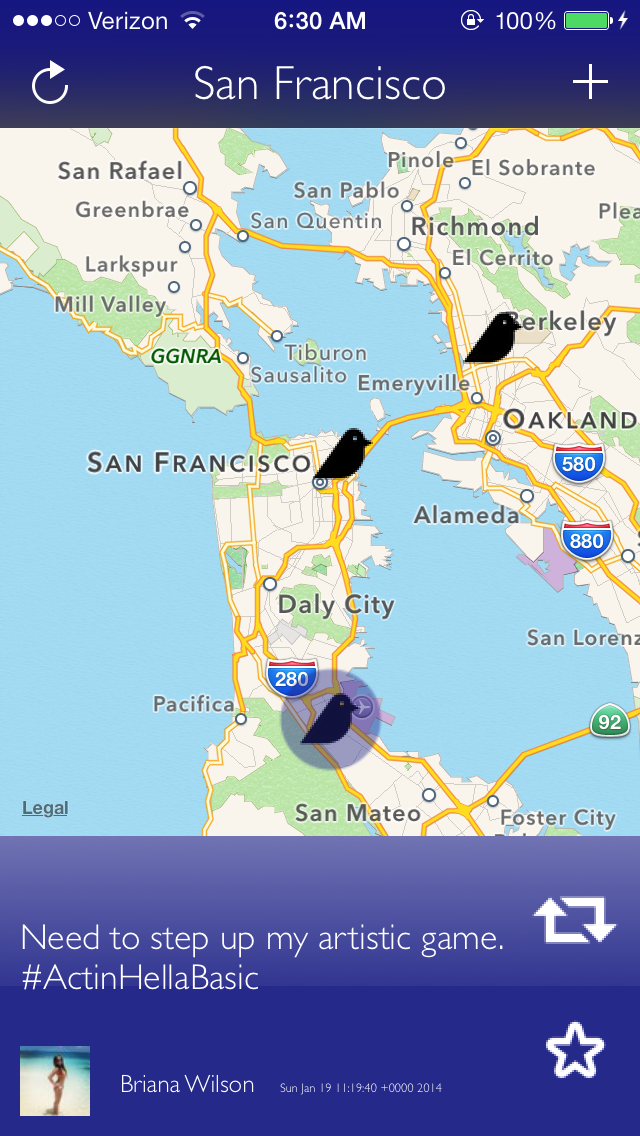 Verizon 6:30 AM 100%
San Francisco
Pinole
El Sobrante
San Rafael
San Pablo
Greenbrae
San Quentin
Plea
Richmond
Larkspur
El Cerrito
Mill Valley
Berkeley
GGNRA
Tiburon
Sausalito
Emeryville
OAKLAND
SAN FRANCISCO
580
Alameda
880
Daly City
San Lorenz
280
Pacifica
92
Legal
San Mateo
Foster City
Need to step up my artistic game.
#ActinHellaBasic
Briana Wilson Sun Jan 19 11:19:40 +0000 2014